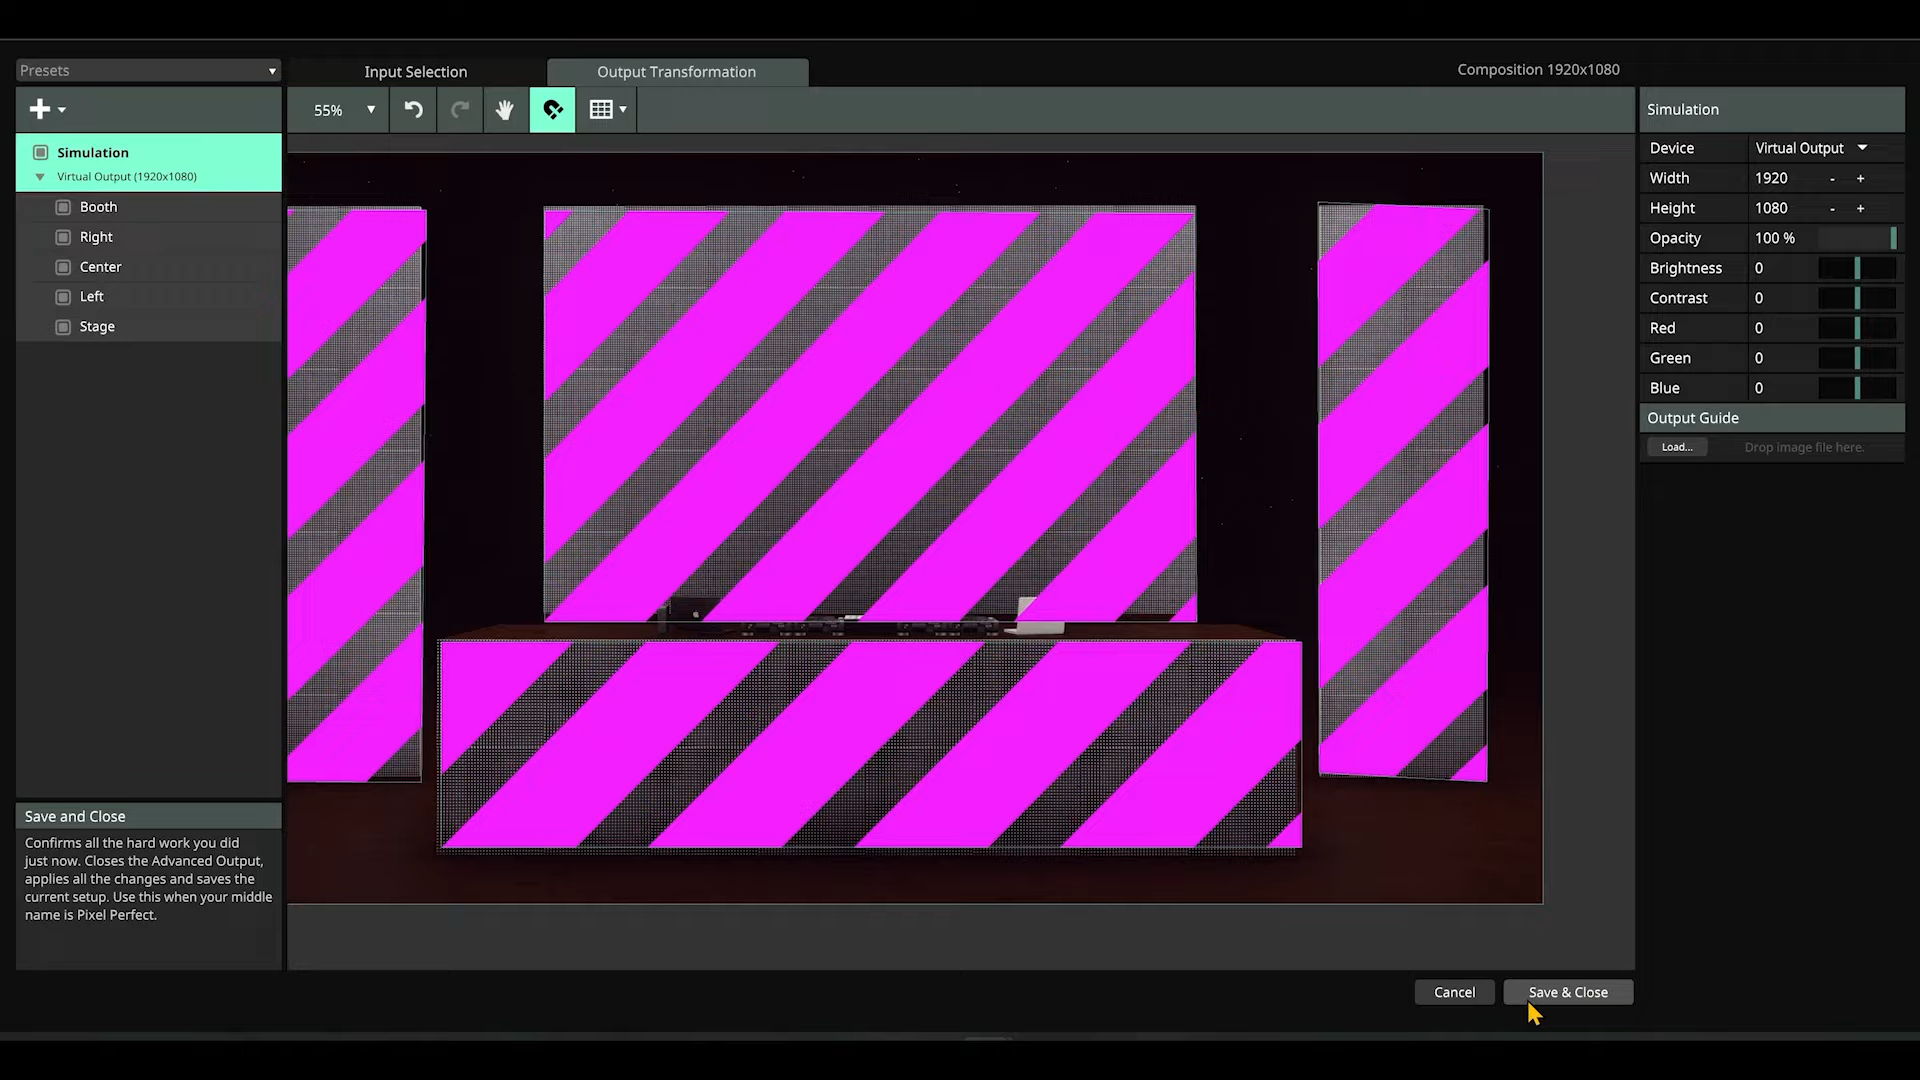 Presets
Input Selection
Output Transformation
Composition 1920x1080
55%
Simulation
Virtual Output (1920x1080)
Booth
Right
Center
Left
Stage
Save and Close
Confirms all the hard work you did
just now. Closes the Advanced Output,
applies all the changes and saves the
current setup. Use this when your middle
name is Pixel Perfect.
Simulation
Device Virtual Output
Width 1920 - +
Height 1080 - +
Opacity 100 %
Brightness 0
Contrast 0
Red 0
Green 0
Blue 0
Output Guide
Load... Drop image file here.
Cancel
Save & Close